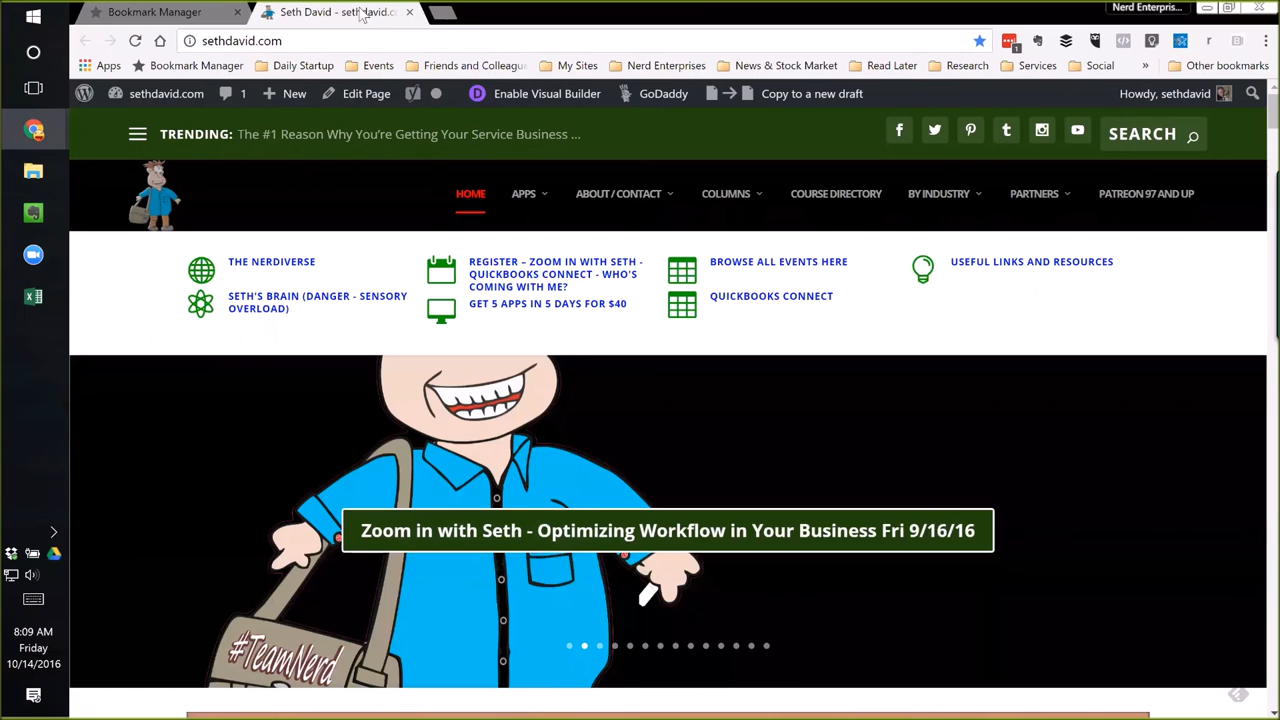 Bookmark Manager
Seth David - sethdavid.c
Nerd Enterpris...
sethdavid.com
1
Apps
Bookmark Manager
Daily Startup
Events
Friends and Colleagu
My Sites
Nerd Enterprises
News & Stock Market
Read Later
Research
Services
Social
»
Other bookmarks
sethdavid.com
1
+ New
Edit Page
Enable Visual Builder
GoDaddy
Copy to a new draft
Howdy, sethdavid
TRENDING: The #1 Reason Why You're Getting Your Service Business ...
SEARCH
HOME
APPS
ABOUT / CONTACT
COLUMNS
COURSE DIRECTORY
BY INDUSTRY
PARTNERS
PATREON 97 AND UP
THE NERDIVERSE
SETH'S BRAIN (DANGER - SENSORY
OVERLOAD)
REGISTER – ZOOM IN WITH SETH -
QUICKBOOKS CONNECT - WHO'S
COMING WITH ME?
GET 5 APPS IN 5 DAYS FOR $40
BROWSE ALL EVENTS HERE
QUICKBOOKS CONNECT
USEFUL LINKS AND RESOURCES
Zoom in with Seth - Optimizing Workflow in Your Business Fri 9/16/16
#TeamNerd
8:09 AM
Friday
10/14/2016